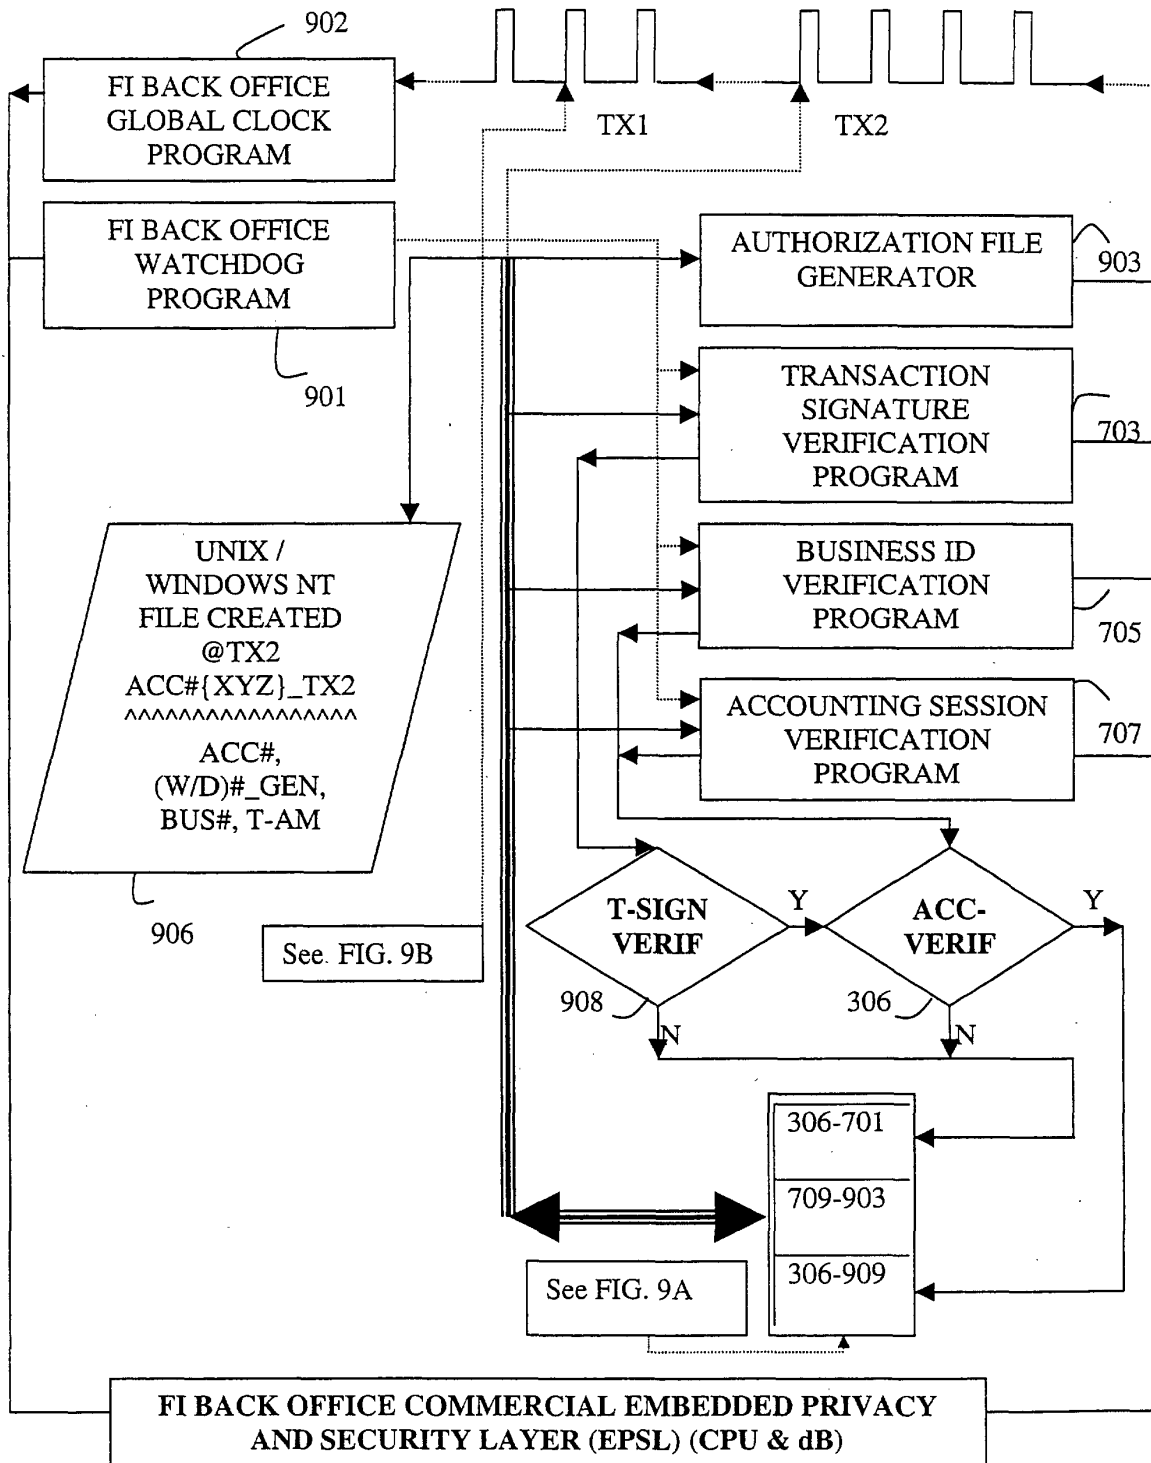 902
FI BACK OFFICE
GLOBAL CLOCK
PROGRAM
TX1
TX2
FI BACK OFFICE
WATCHDOG
PROGRAM
901
AUTHORIZATION FILE
GENERATOR
903
TRANSACTION
SIGNATURE
VERIFICATION
PROGRAM
703
UNIX /
WINDOWS NT
FILE CREATED
@TX2
ACC#{XYZ}_TX2
^^^^^^^^^^^^^^^^^
ACC#,
(W/D)#_GEN,
BUS#, T-AM
906
BUSINESS ID
VERIFICATION
PROGRAM
705
ACCOUNTING SESSION
VERIFICATION
PROGRAM
707
See FIG. 9B
T-SIGN
VERIF
Y
908
N
ACC-
VERIF
Y
306
N
306-701
709-903
306-909
See FIG. 9A
FI BACK OFFICE COMMERCIAL EMBEDDED PRIVACY
AND SECURITY LAYER (EPSL) (CPU & dB)